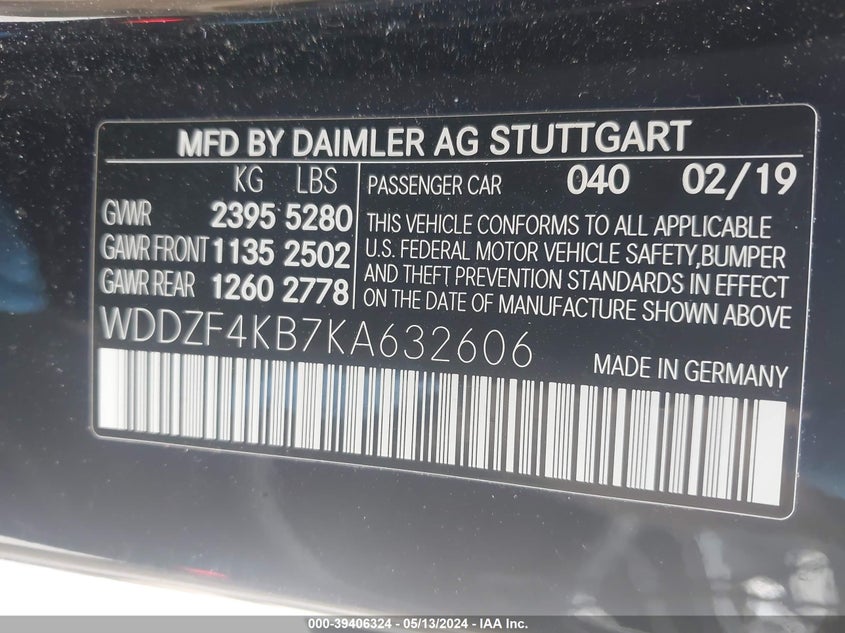 MFD BY DAIMLER AG STUTTGART
KG LBS
GVWR 2395 5280
GAWR FRONT 1135 2502
GAWR REAR 1260 2778
PASSENGER CAR 040 02/19
THIS VEHICLE CONFORMS TO ALL APPLICABLE
U.S. FEDERAL MOTOR VEHICLE SAFETY,BUMPER
AND THEFT PREVENTION STANDARDS IN EFFECT
ON THE DATE OF MANUFACTURE SHOWN ABOVE
WDDZF4KB7KA632606
MADE IN GERMANY
000-39406324 - 05/13/2024 - IAA Inc.